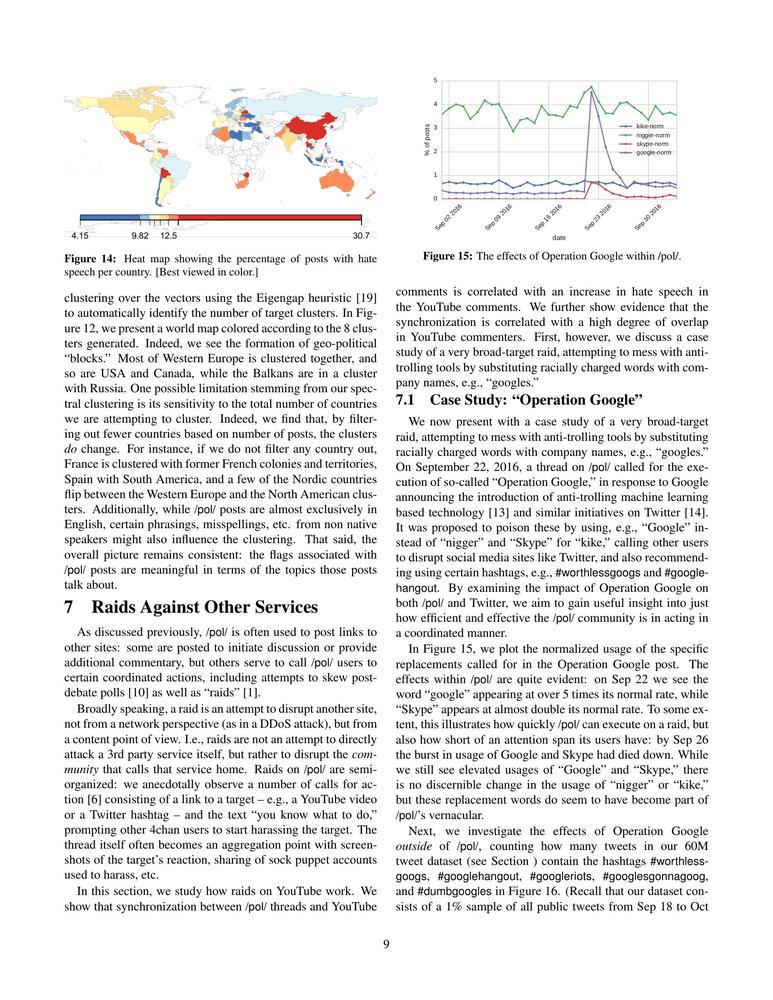 4.15 9.82 12.5 30.7
Figure 14: Heat map showing the percentage of posts with hate
speech per country. [Best viewed in color.]
clustering over the vectors using the Eigengap heuristic [19]
to automatically identify the number of target clusters. In Fig-
ure 12, we present a world map colored according to the 8 clus-
ters generated. Indeed, we see the formation of geo-political
“blocks.” Most of Western Europe is clustered together, and
so are USA and Canada, while the Balkans are in a cluster
with Russia. One possible limitation stemming from our spec-
tral clustering is its sensitivity to the total number of countries
we are attempting to cluster. Indeed, we find that, by filter-
ing out fewer countries based on number of posts, the clusters
do change. For instance, if we do not filter any country out,
France is clustered with former French colonies and territories,
Spain with South America, and a few of the Nordic countries
flip between the Western Europe and the North American clus-
ters. Additionally, while /pol/ posts are almost exclusively in
English, certain phrasings, misspellings, etc. from non native
speakers might also influence the clustering. That said, the
overall picture remains consistent: the flags associated with
/pol/ posts are meaningful in terms of the topics those posts
talk about.
7 Raids Against Other Services
As discussed previously, /pol/ is often used to post links to
other sites: some are posted to initiate discussion or provide
additional commentary, but others serve to call /pol/ users to
certain coordinated actions, including attempts to skew post-
debate polls [10] as well as “raids” [1].
Broadly speaking, a raid is an attempt to disrupt another site,
not from a network perspective (as in a DDoS attack), but from
a content point of view. I.e., raids are not an attempt to directly
attack a 3rd party service itself, but rather to disrupt the com-
munity that calls that service home. Raids on /pol/ are semi-
organized: we anecdotally observe a number of calls for ac-
tion [6] consisting of a link to a target – e.g., a YouTube video
or a Twitter hashtag – and the text “you know what to do,”
prompting other 4chan users to start harassing the target. The
thread itself often becomes an aggregation point with screen-
shots of the target’s reaction, sharing of sock puppet accounts
used to harass, etc.
In this section, we study how raids on YouTube work. We
show that synchronization between /pol/ threads and YouTube
% of posts
5
4
3
2
1
0
kike-norm
nigger-norm
skype-norm
google-norm
Sep 02 2016 Sep 09 2016 Sep 16 2016 Sep 23 2016 Sep 30 2016
date
Figure 15: The effects of Operation Google within /pol/.
comments is correlated with an increase in hate speech in
the YouTube comments. We further show evidence that the
synchronization is correlated with a high degree of overlap
in YouTube commenters. First, however, we discuss a case
study of a very broad-target raid, attempting to mess with anti-
trolling tools by substituting racially charged words with com-
pany names, e.g., “googles.”
7.1 Case Study: “Operation Google”
We now present with a case study of a very broad-target
raid, attempting to mess with anti-trolling tools by substituting
racially charged words with company names, e.g., “googles.”
On September 22, 2016, a thread on /pol/ called for the exe-
cution of so-called “Operation Google,” in response to Google
announcing the introduction of anti-trolling machine learning
based technology [13] and similar initiatives on Twitter [14].
It was proposed to poison these by using, e.g., “Google” in-
stead of “nigger” and “Skype” for “kike,” calling other users
to disrupt social media sites like Twitter, and also recommend-
ing using certain hashtags, e.g., #worthlessgoogs and #google-
hangout. By examining the impact of Operation Google on
both /pol/ and Twitter, we aim to gain useful insight into just
how efficient and effective the /pol/ community is in acting in
a coordinated manner.
In Figure 15, we plot the normalized usage of the specific
replacements called for in the Operation Google post. The
effects within /pol/ are quite evident: on Sep 22 we see the
word “google” appearing at over 5 times its normal rate, while
“Skype” appears at almost double its normal rate. To some ex-
tent, this illustrates how quickly /pol/ can execute on a raid, but
also how short of an attention span its users have: by Sep 26
the burst in usage of Google and Skype had died down. While
we still see elevated usages of “Google” and “Skype,” there
is no discernible change in the usage of “nigger” or “kike,”
but these replacement words do seem to have become part of
/pol/’s vernacular.
Next, we investigate the effects of Operation Google
outside of /pol/, counting how many tweets in our 60M
tweet dataset (see Section ) contain the hashtags #worthless-
googs, #googlehangout, #googleriots, #googlesgonnagoog,
and #dumbgoogles in Figure 16. (Recall that our dataset con-
sists of a 1% sample of all public tweets from Sep 18 to Oct
9